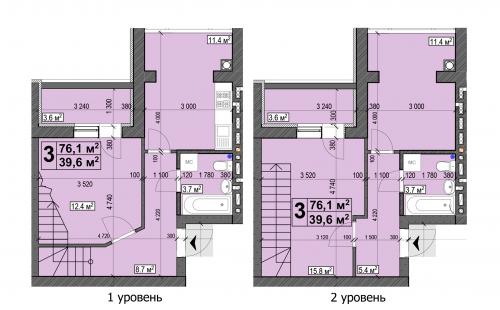 11.4 м²
3 240
380
3.6 м²
1 300
4 000
3 000
380
3
76,1 м²
39,6 м²
3 520
100
1 100
120
1 780
380
МС
3.7 м²
12.4 м²
4 740
4 220
4 720
380
8.7 м²
1 уровень
11.4 м²
3 240
380
3.6 м²
1 300
4 000
3 000
380
3 520
100
1 100
120
1 780
380
МС
3.7 м²
4 740
3
76,1 м²
39,6 м²
4 220
3 120
100
1 500
380
15.8 м²
5.4 м²
2 уровень